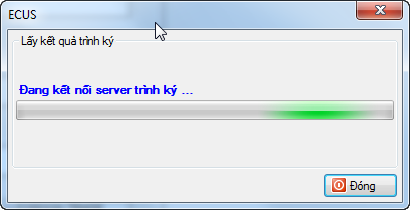 ECUS
Lấy kết quả trình ký
Đang kết nối server trình ký ...
Đóng